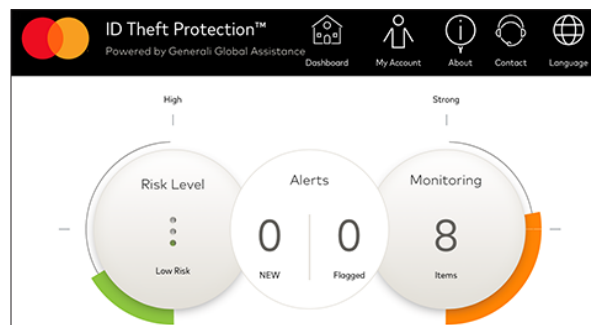 ID Theft Protection™
Powered by Generali Global Assistance
Dashboard
My Account
About
Contact
Language
High
Strong
Risk Level
Low Risk
Alerts
0
NEW
0
Flagged
Monitoring
8
Items